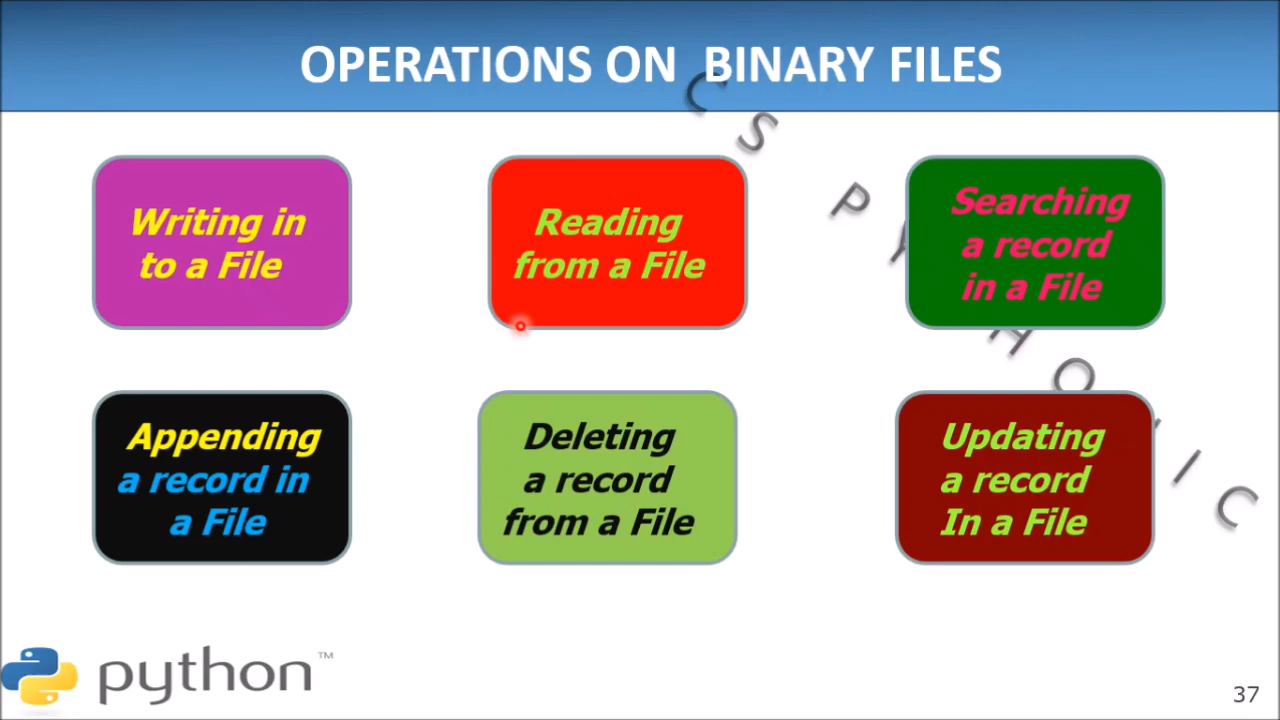 OPERATIONS ON BINARY FILES
Writing in
to a File
Reading
from a File
Searching
a record
in a File
Appending
a record in
a File
Deleting
a record
from a File
Updating
a record
In a File
python™
37